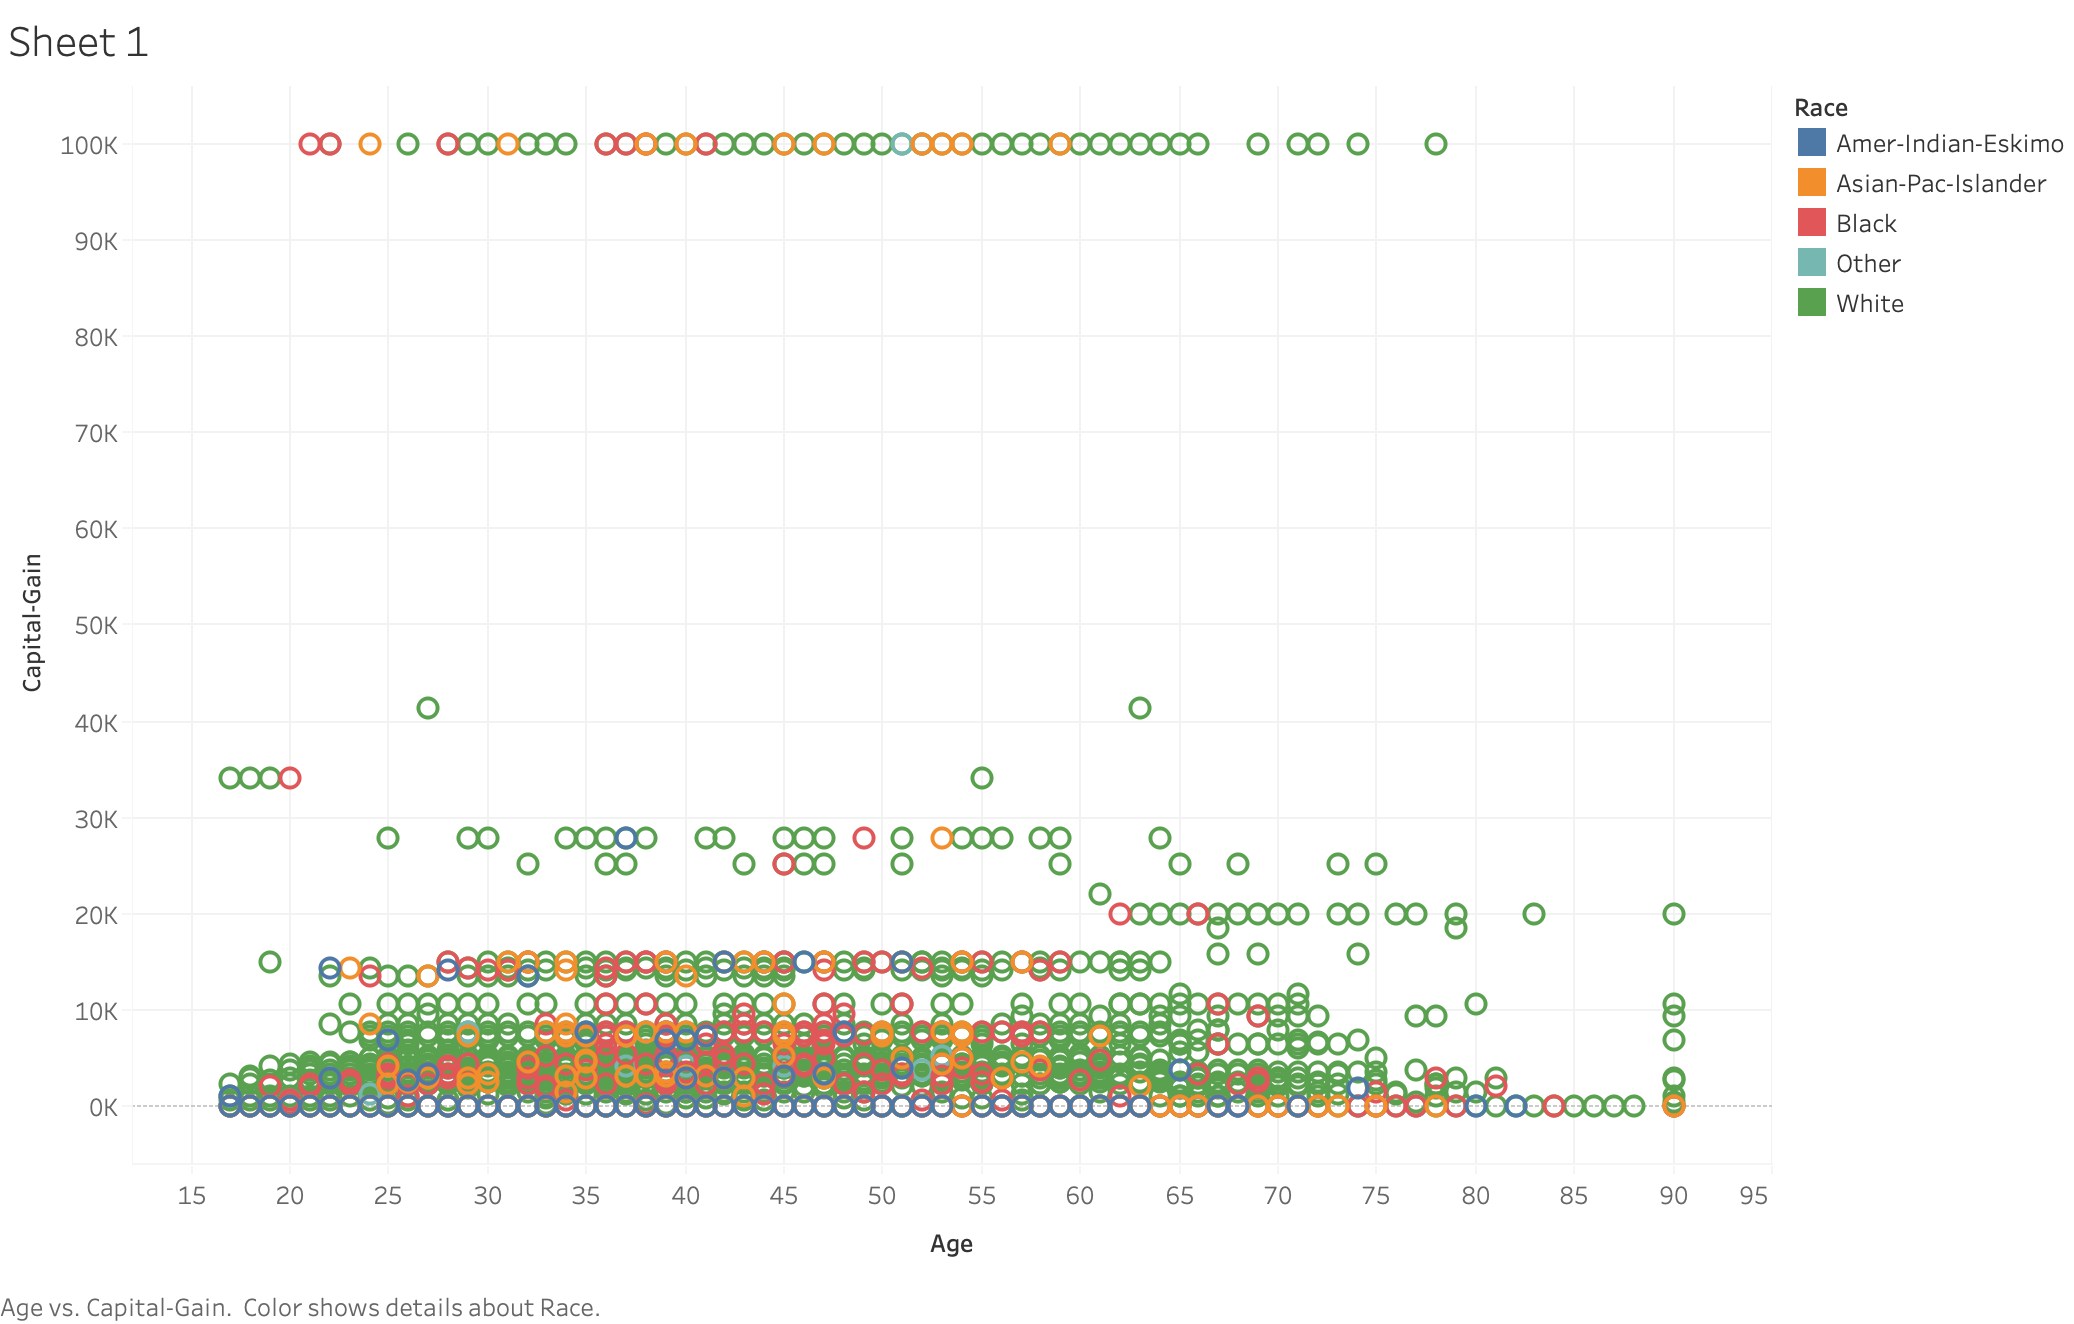 Sheet 1
100K
90K
80K
70K
60K
50K
40K
30K
20K
10K
0K
Capital-Gain
15 20 25 30 35 40 45 50 55 60 65 70 75 80 85 90 95
Age
Race
Amer-Indian-Eskimo
Asian-Pac-Islander
Black
Other
White
Age vs. Capital-Gain.  Color shows details about Race.